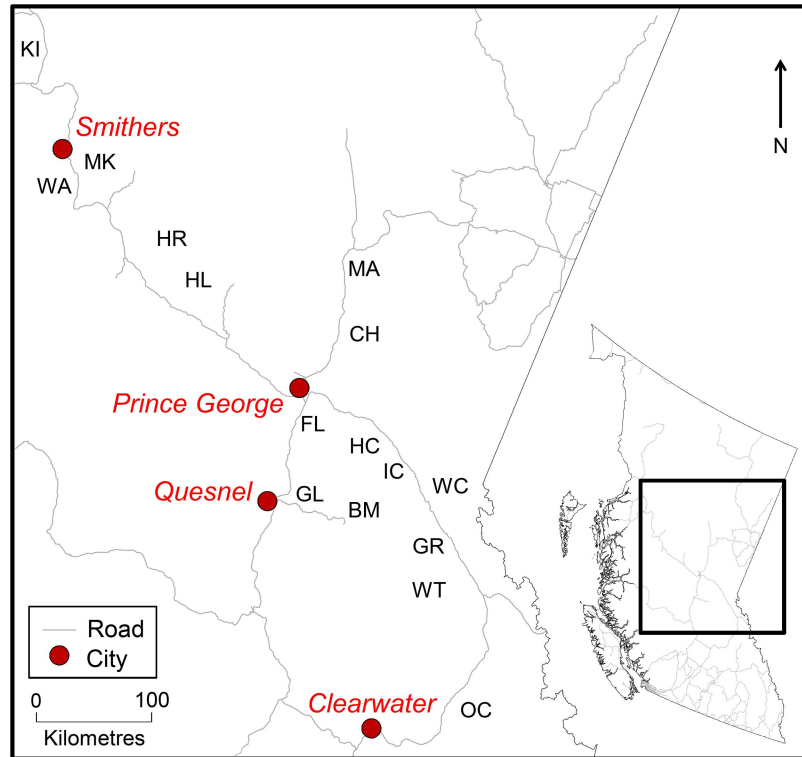 KI
Smithers
MK
WA
N
HR
HL
MA
CH
Prince George
FL
HC
IC
WC
Quesnel
GL
BM
GR
WT
Road
City
0 100
Kilometres
Clearwater
OC